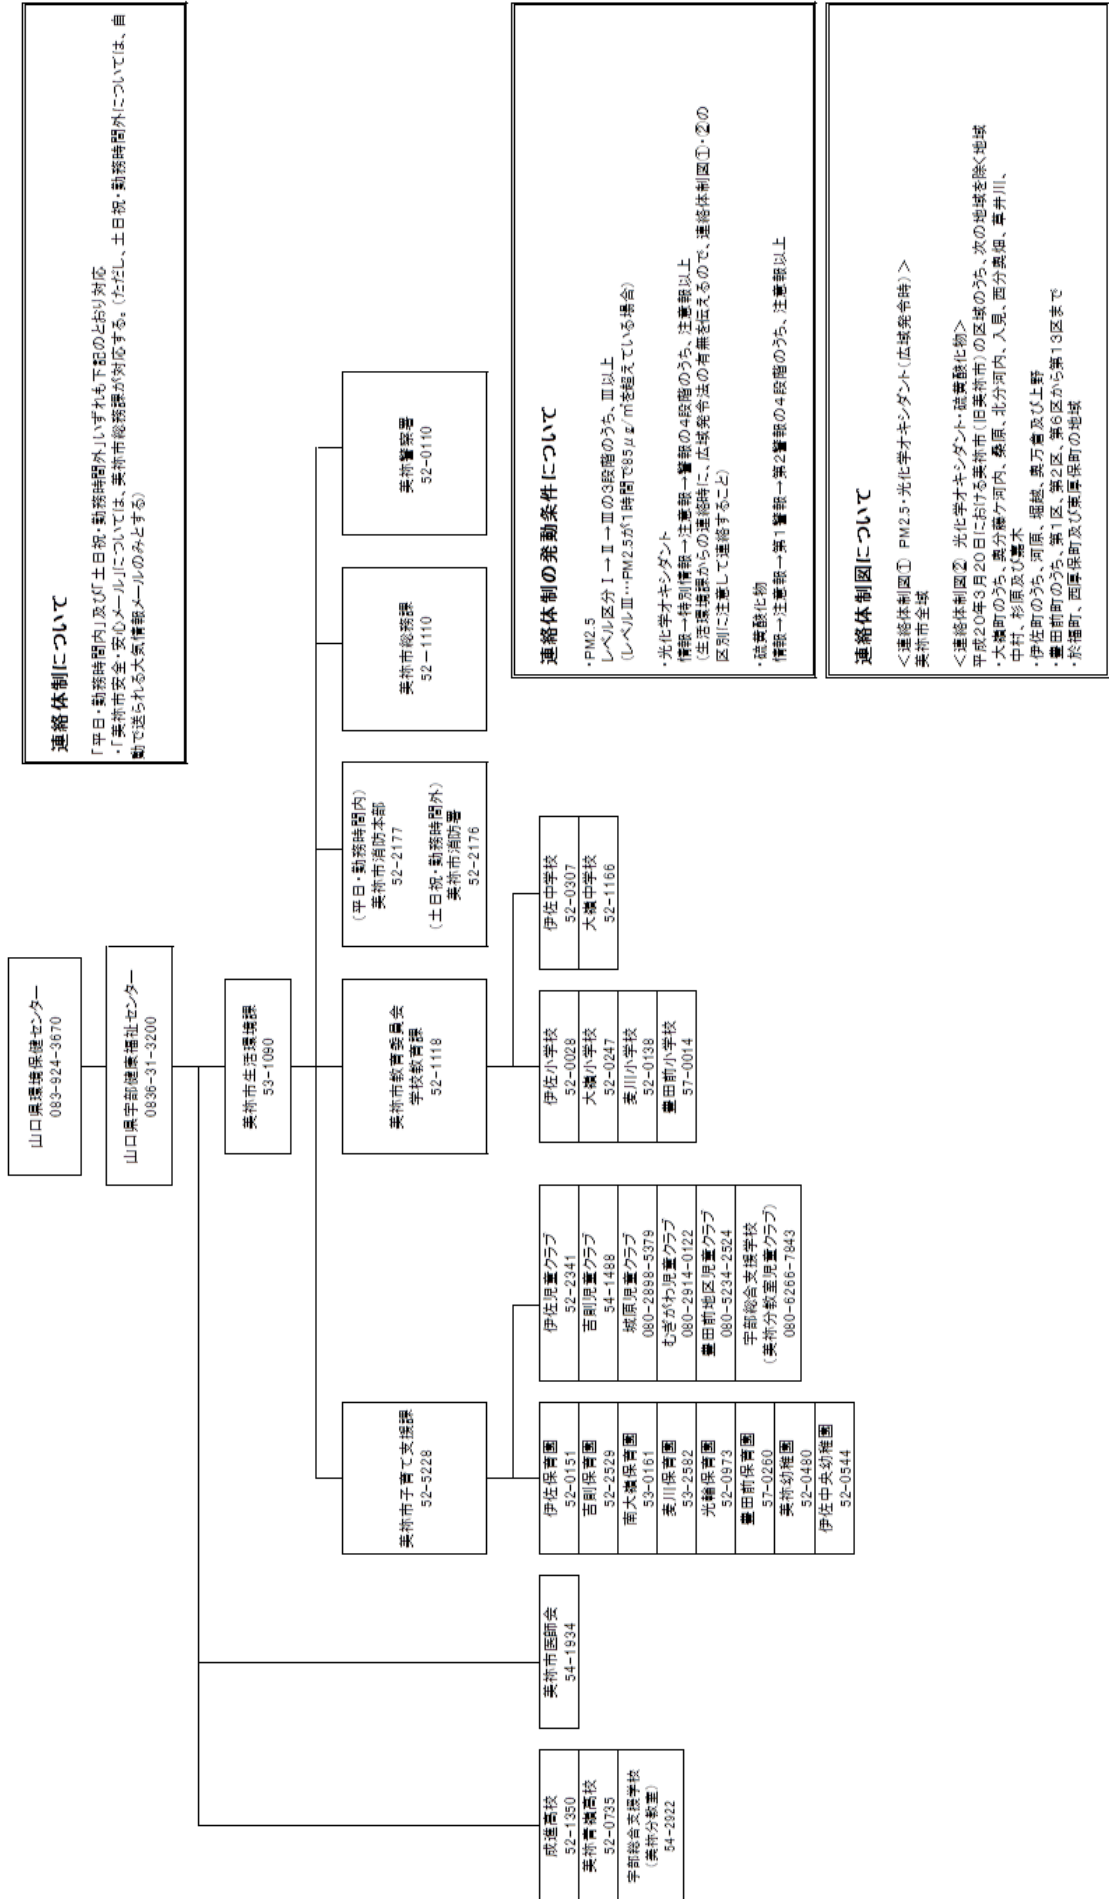 山口県環境保健センター
083-924-3670
山口県宇部健康福祉センター
0836-31-3200
美祢市生活環境課
53-1090
成進高校
52-1350
美祢青嶺高校
52-0735
宇部総合支援学校
(美祢分教室)
54-2922
美祢市医師会
54-1934
美祢市子育て支援課
52-5228
伊佐保育園
52-0151
吉則保育園
52-2529
南大嶺保育園
53-0161
麦川保育園
53-2582
光輪保育園
52-0973
豊田前保育園
57-0260
美祢幼稚園
52-0480
伊佐中央幼稚園
52-0544
伊佐児童クラブ
52-2341
吉則児童クラブ
54-1488
城原児童クラブ
080-2898-5379
むぎがわ児童クラブ
080-2914-0122
豊田前地区児童クラブ
080-5234-2524
宇部総合支援学校
(美祢分教室児童クラブ)
080-6266-7843
美祢市教育委員会
学校教育課
52-1118
伊佐小学校
52-0028
大嶺小学校
52-0247
麦川小学校
52-0138
豊田前小学校
57-0014
伊佐中学校
52-0307
大嶺中学校
52-1166
(平日・勤務時間内)
美祢市消防本部
52-2177
(土日祝・勤務時間外)
美祢市消防署
52-2176
美祢市総務課
52-1110
美祢警察署
52-0110
連絡体制について
「平日・勤務時間内」及び「土日祝・勤務時間外」いずれも下記のとおり対応
・「美祢市安全・安心メール」については、美祢市総務課が対応する。(ただし、土日祝・勤務時間外については、自
動で送られる大気情報メールのみとする)
連絡体制の発動条件について
・PM2.5
レベル区分Ⅰ→Ⅱ→Ⅲの3段階のうち、Ⅲ以上
(レベルⅢ…PM2.5が1時間で85μg/㎥を超えている場合)
・光化学オキシダント
情報→特別情報→注意報→警報の4段階のうち、注意報以上
(生活環境課からの連絡時に、広域発令法の有無を伝えるので、連絡体制図①・②の
区別に注意して連絡すること)
・硫黄酸化物
情報→注意報→第1警報→第2警報の4段階のうち、注意報以上
連絡体制図について
<連絡体制図① PM2.5・光化学オキシダント(広域発令時)>
美祢市全域
<連絡体制図② 光化学オキシダント・硫黄酸化物>
平成20年3月20日における美祢市(旧美祢市)の区域のうち、次の地域を除く地域
・大嶺町のうち、奥分藤ケ河内、桑原、北分河内、入見、西分奥畑、草井川、
中村、杉原及び嘉木
・伊佐町のうち、河原、堀越、奥万倉及び上野
・豊田前町のうち、第1区、第2区、第6区から第13区まで
・於福町、西厚保町及び東厚保町の地域